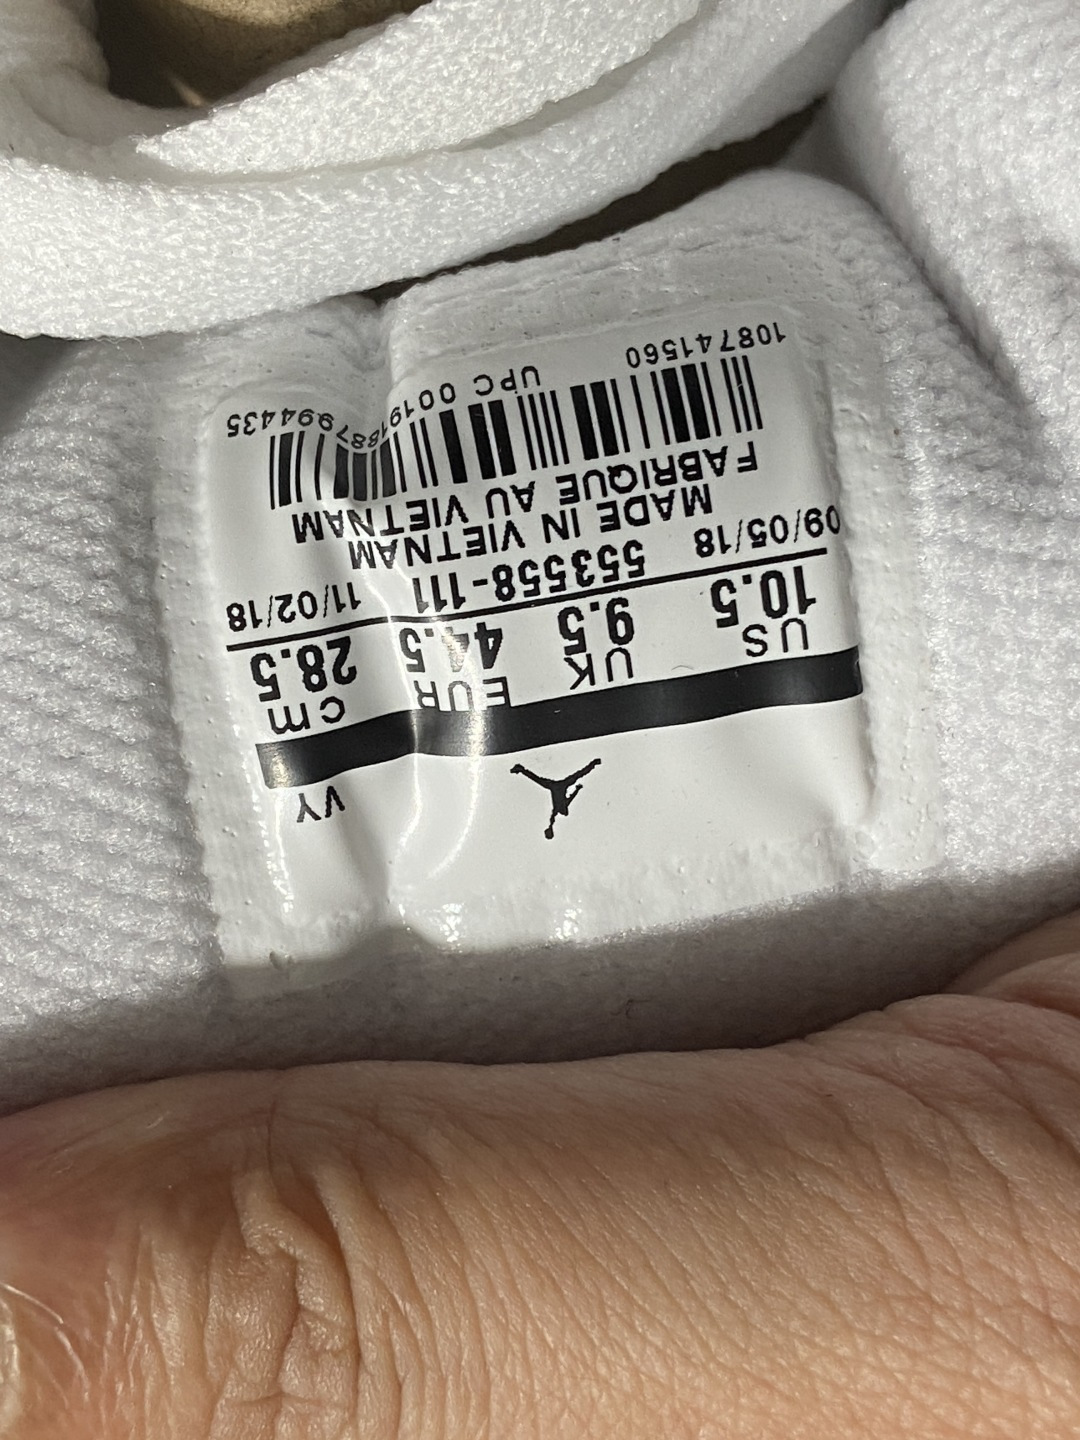 VY
US UK EUR cm
10.5 9.5 44.5 28.5
09/05/18 553558-111 11/02/18
MADE IN VIETNAM
FABRIQUE AU VIETNAM
108741560 UPC 00191887994435